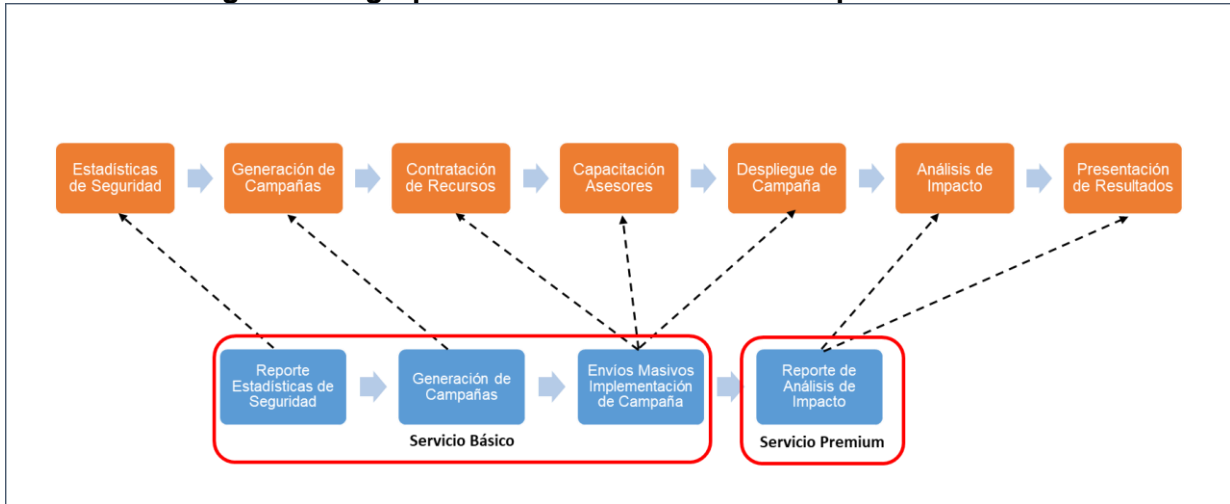 Estadísticas
de Seguridad
Generación de
Campañas
Contratación
de Recursos
Capacitación
Asesores
Despliegue de
Campaña
Análisis de
Impacto
Presentación
de Resultados
Reporte
Estadísticas de
Seguridad
Generación de
Campañas
Envíos Masivos
Implementación
de Campaña
Reporte de
Análisis de
Impacto
Servicio Básico
Servicio Premium